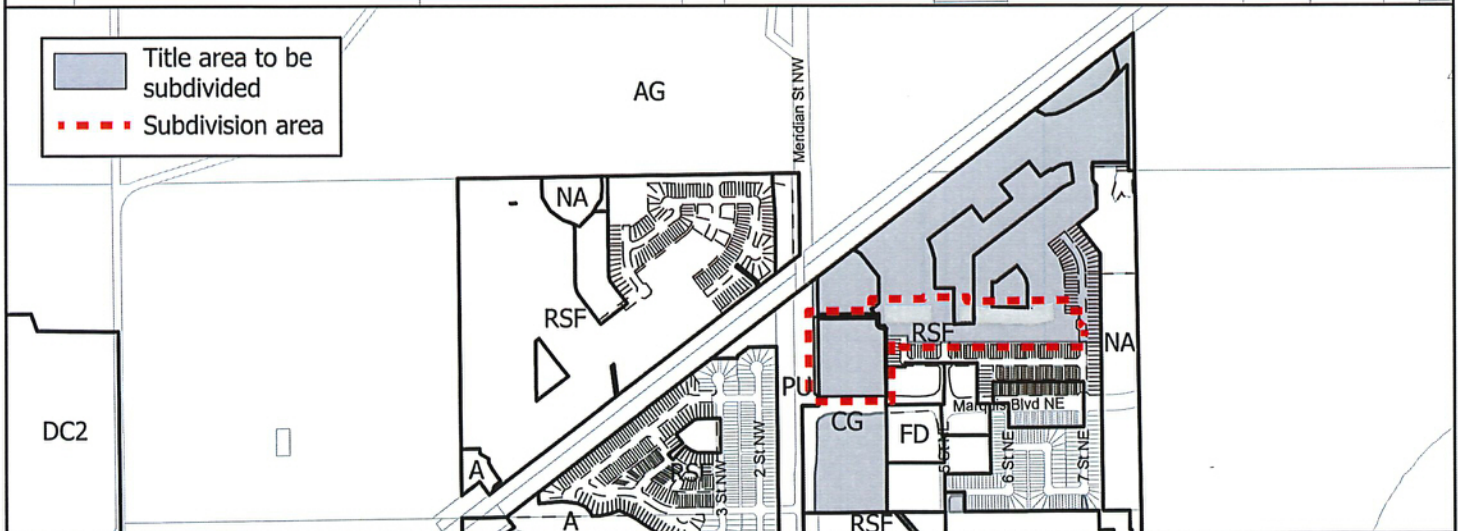 Title area to be
subdivided
Subdivision area
AG
Meridian St NW
NA
RSF
RSF
NA
PU
DC2
CG
FD
Marquis Blvd NE
A
RSF
3 St NW
2 St NW
5 St NE
6 St NE
7 St NE
A
RSF